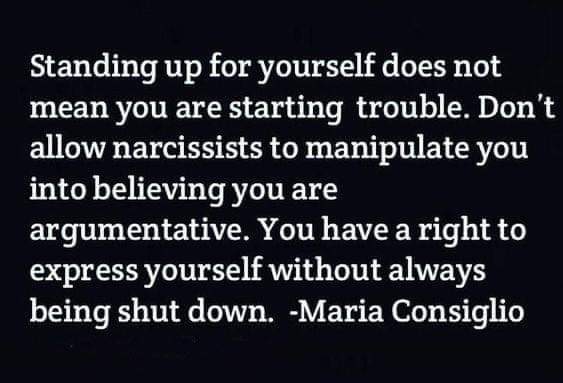 Standing up for yourself does not
mean you are starting trouble. Don't
allow narcissists to manipulate you
into believing you are
argumentative. You have a right to
express yourself without always
being shut down. -Maria Consiglio